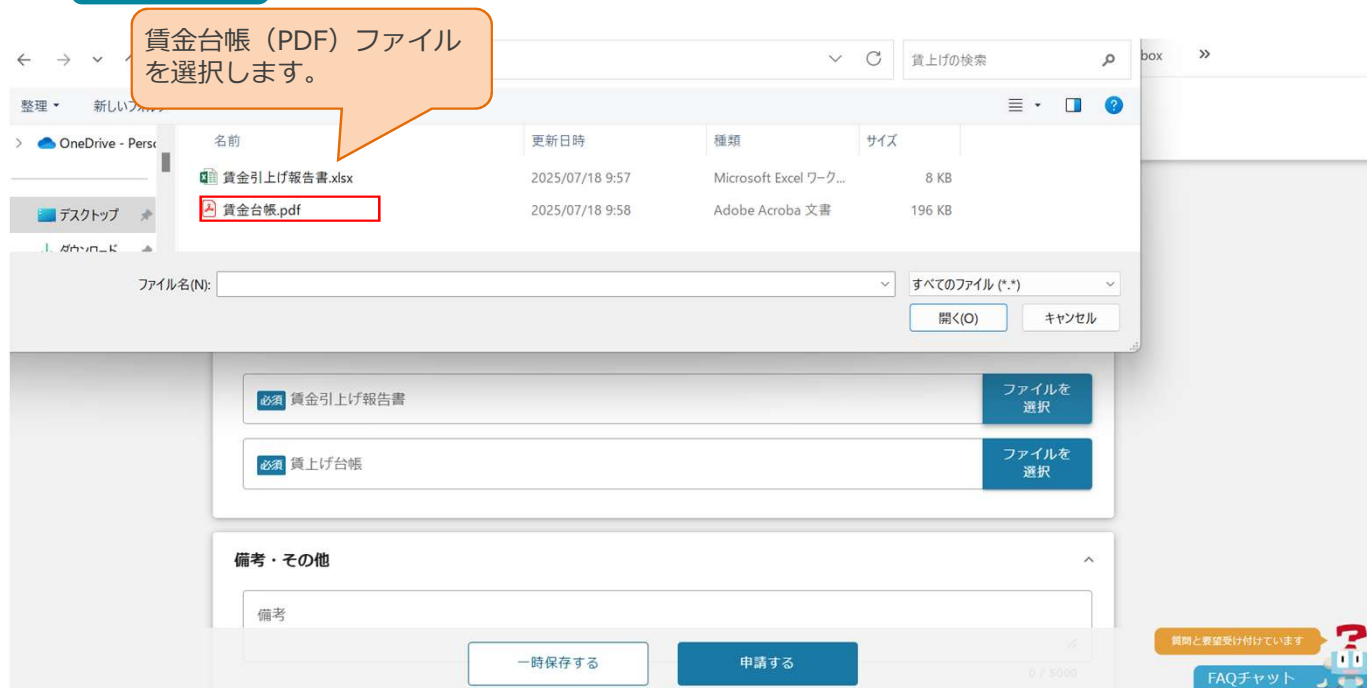 賃金台帳（PDF）ファイル
を選択します。
賃上げの検索
box
整理
OneDrive - Perso
名前
更新日時
種類
サイズ
賃金引上げ報告書.xlsx
2025/07/18 9:57
Microsoft Excel ワーク...
8 KB
デスクトップ
賃金台帳.pdf
2025/07/18 9:58
Adobe Acroba 文書
196 KB
ダウンロード
ファイル名(N):
すべてのファイル (*.*)
開く(O)
キャンセル
必須 賃金引上げ報告書
ファイルを
選択
必須 賃上げ台帳
ファイルを
選択
備考・その他
備考
一時保存する
申請する
0 / 5000
質問と要望受け付けています
FAQチャット